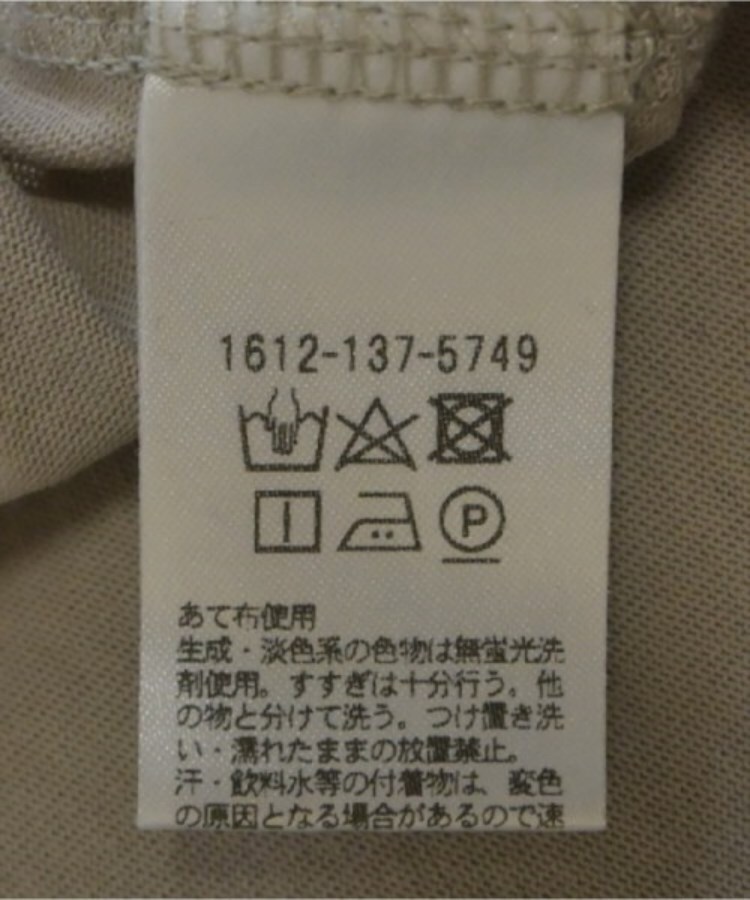 1612-137-5749
P
あて布使用
生成・淡色系の色物は無蛍光洗
剤使用。すすぎは十分行う。他
の物と分けて洗う。つけ置き洗
い・濡れたままの放置禁止。
汗・飲料水等の付着物は、変色
の原因となる場合があるので速